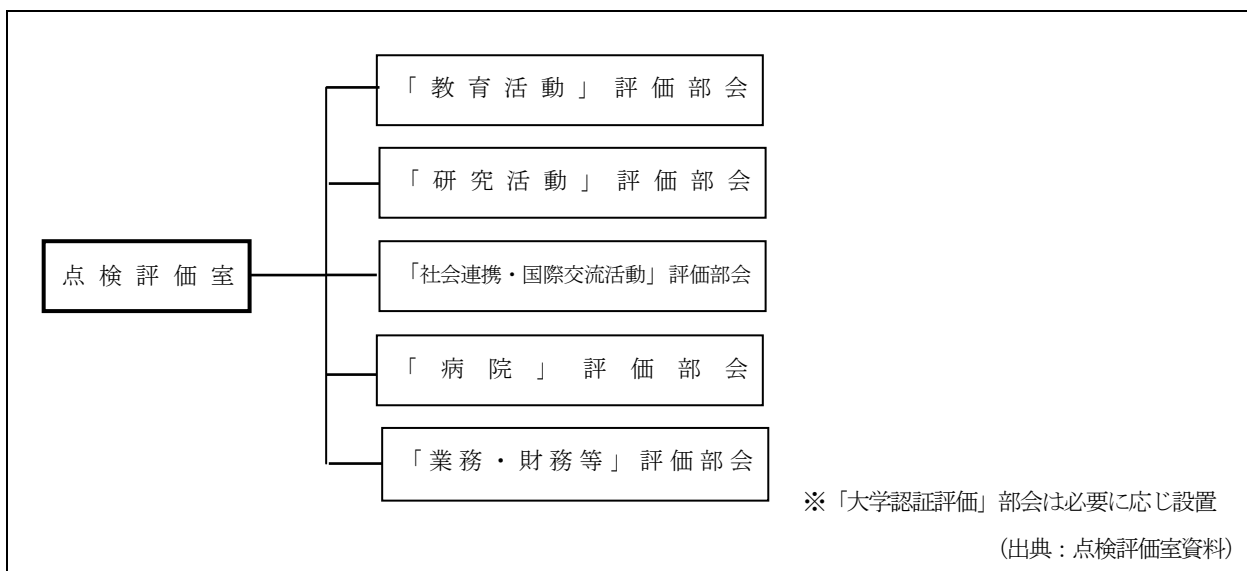 「教育活動」評価部会
「研究活動」評価部会
点検評価室
「社会連携・国際交流活動」評価部会
「病院」評価部会
「業務・財務等」評価部会
※「大学認証評価」部会は必要に応じ設置
(出典：点検評価室資料)